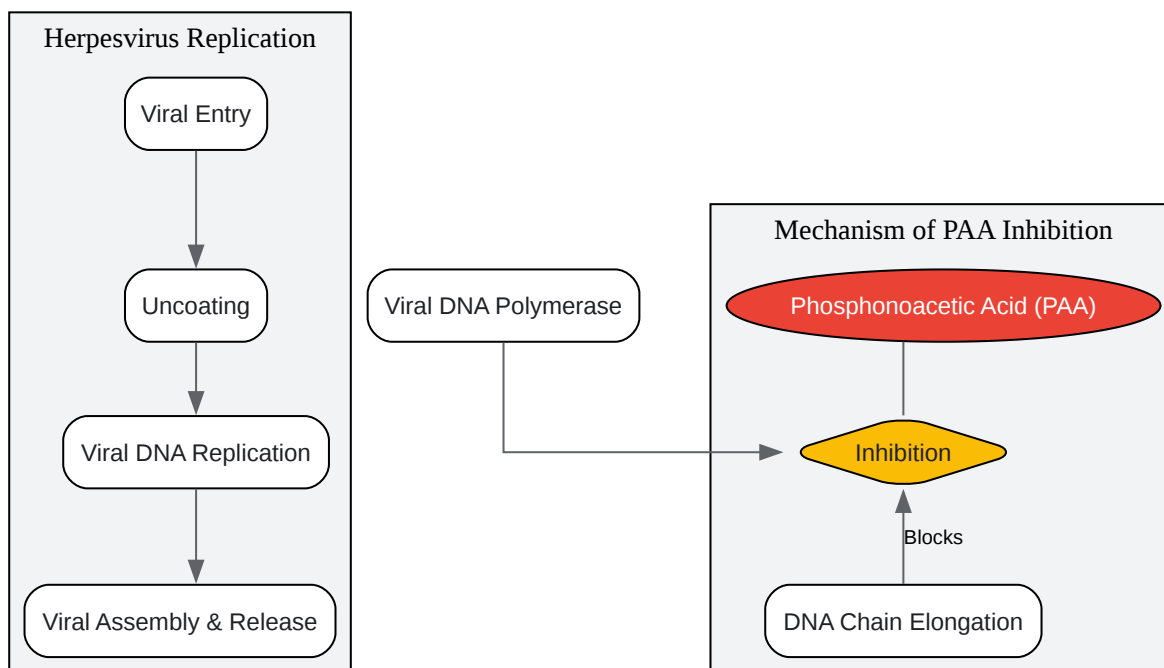 Herpesvirus Replication
Viral Entry
Uncoating
Viral DNA Replication
Viral Assembly & Release
Viral DNA Polymerase
Mechanism of PAA Inhibition
Phosphonoacetic Acid (PAA)
Inhibition
Blocks
DNA Chain Elongation